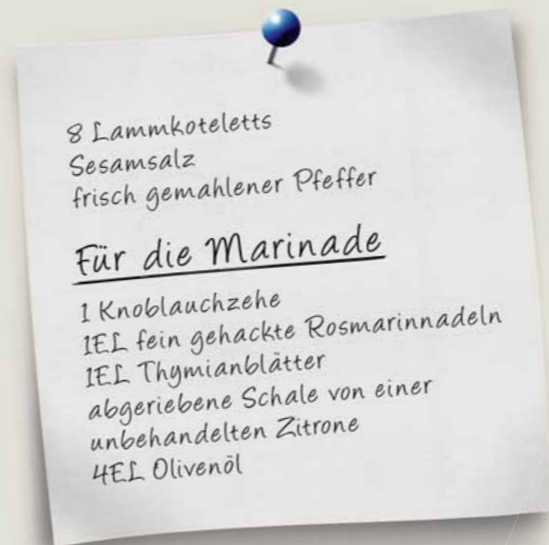 8 Lammkoteletts
Sesamsalz
frisch gemahlener Pfeffer
Für die Marinade
1 Knoblauchzehe
1EL fein gehackte Rosmarinnadeln
1EL Thymianblätter
abgeriebene Schale von einer
unbehandelten Zitrone
4EL Olivenöl